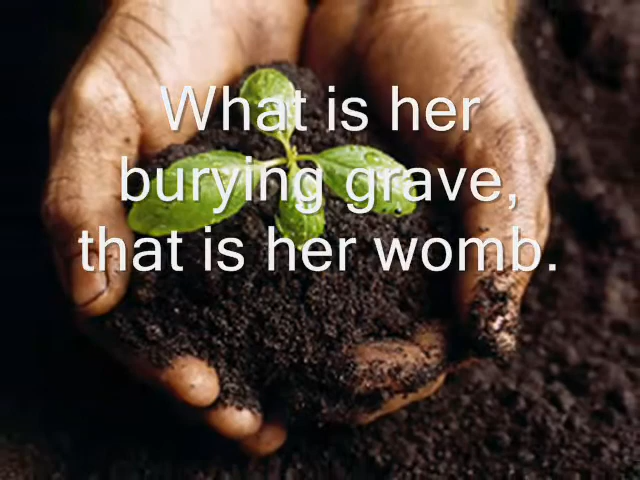 What is her
burying grave,
that is her womb.